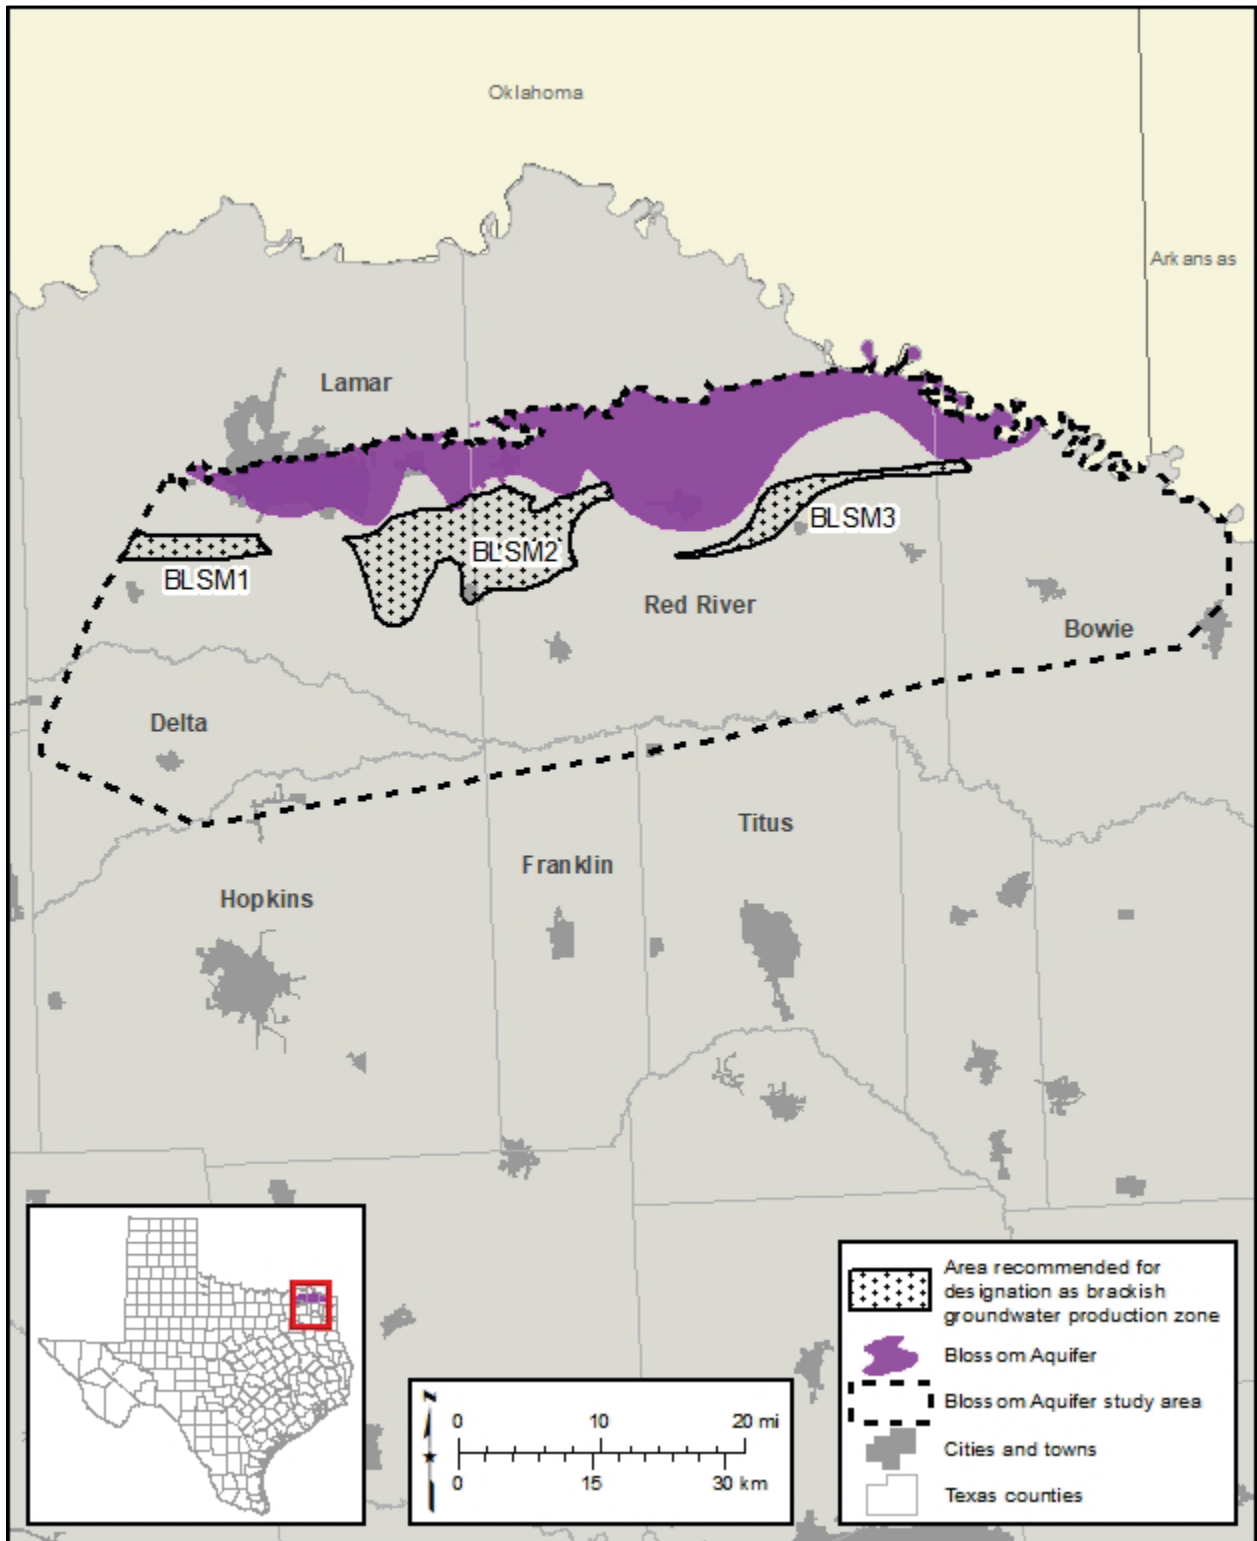 Oklahoma
Arkansas
Lamar
BLSM3
BLSM2
BLSM1
Red River
Bowie
Delta
Titus
Franklin
Hopkins
Area recommended for
designation as brackish
groundwater production zone
Blossom Aquifer
Blossom Aquifer study area
Cities and towns
Texas counties
N
0 10 20 mi
0 15 30 km